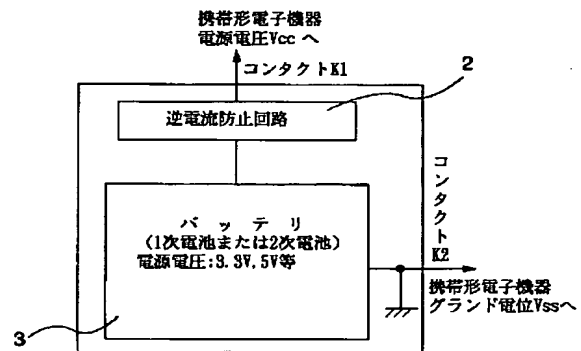 携帯形電子機器
電源電圧Vcc へ
コンタクトK1
2
逆電流防止回路
コンタクトK2
バッテリ
(1次電池または2次電池)
電源電圧:3.3V,5V等
携帯形電子機器
グランド電位Vssへ
3